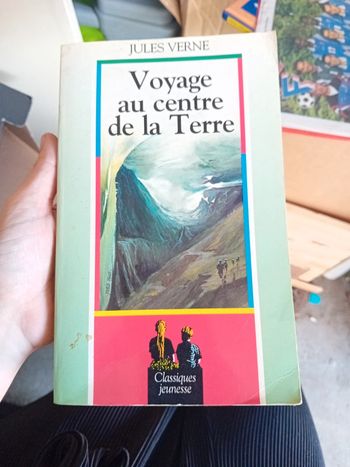 JULES VERNE
Voyage
au centre
de la Terre
Classiques
jeunesse